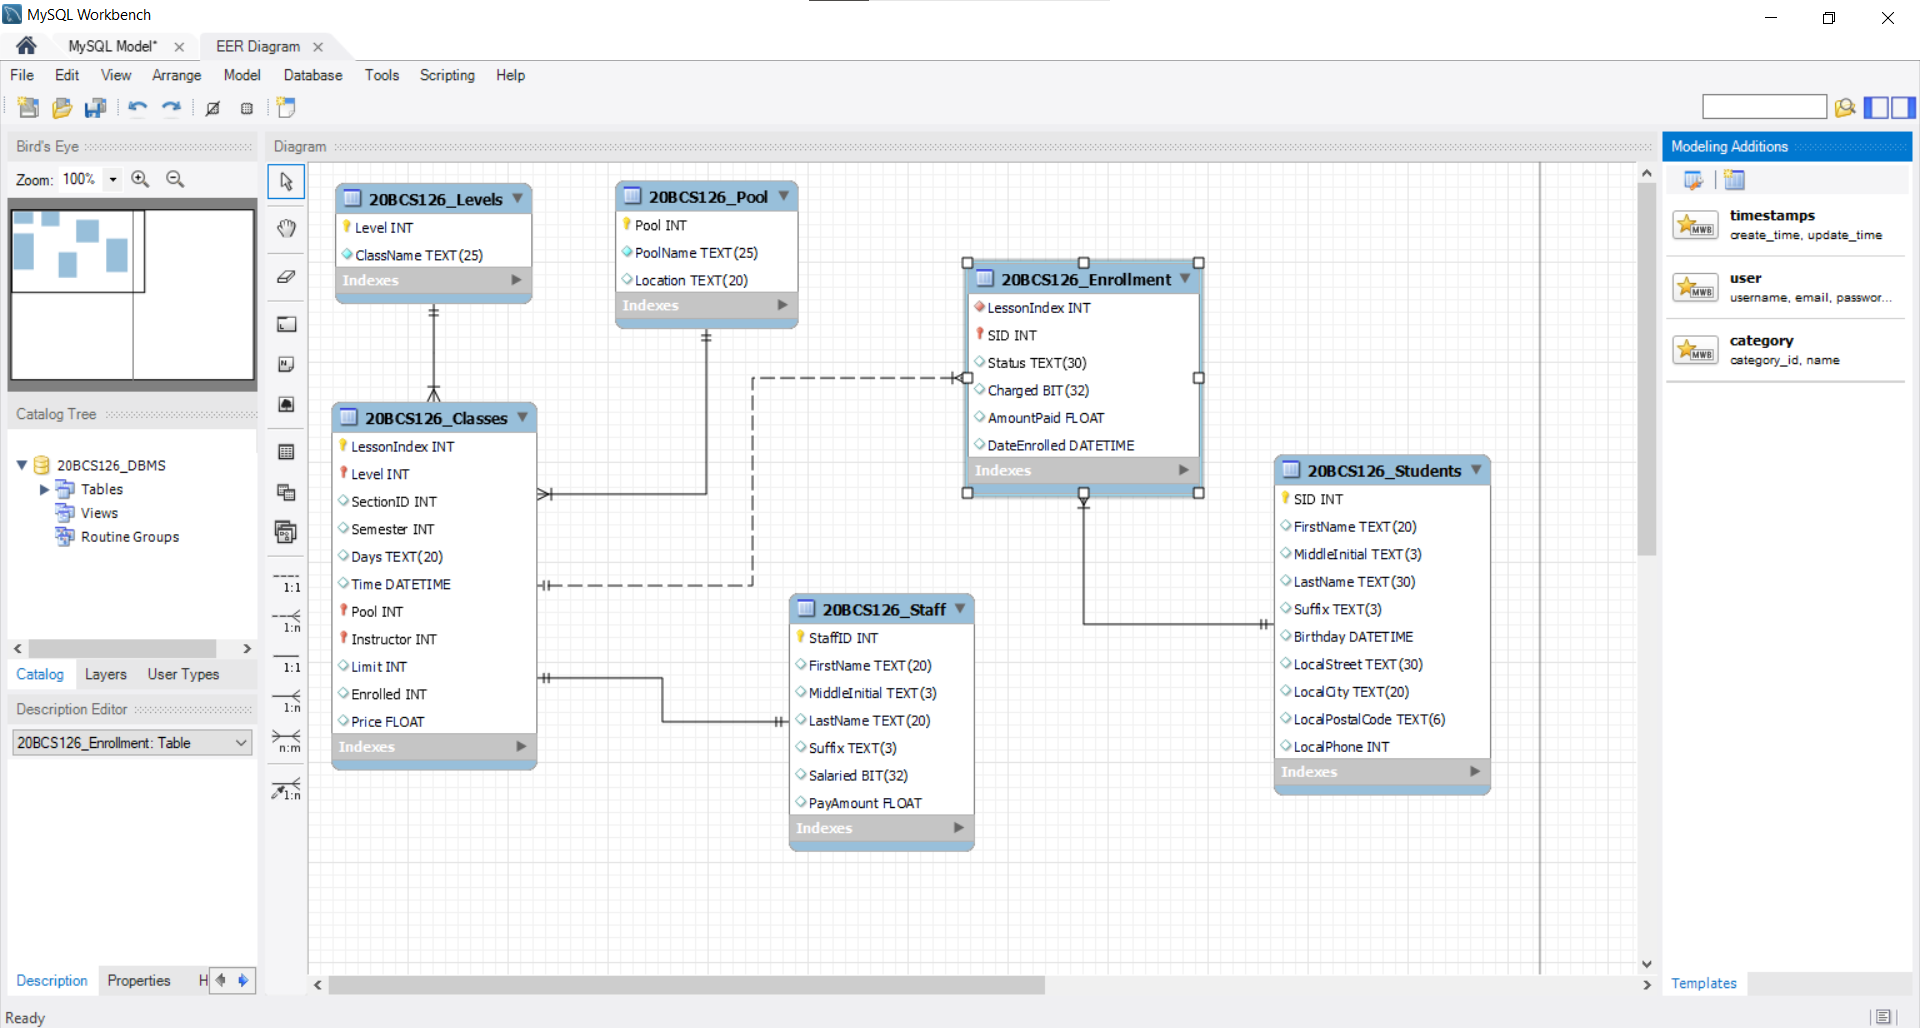 MySQL Workbench
MySQL Model*
EER Diagram
File Edit View Arrange Model Database Tools Scripting Help
Bird's Eye
Zoom: 100%
Diagram
Modeling Additions
timestamps
create_time, update_time
user
username, email, passwor...
category
category_id, name
MWB
MWB
MWB
Catalog Tree
20BCS126_DBMS
Tables
Views
Routine Groups
Catalog Layers User Types
Description Editor
20BCS126_Enrollment: Table
Description Properties H
1:1
1:n
1:1
1:n
n:m
1:n
20BCS126_Levels
Level INT
ClassName TEXT(25)
Indexes
20BCS126_Pool
Pool INT
PoolName TEXT(25)
Location TEXT(20)
Indexes
20BCS126_Enrollment
LessonIndex INT
SID INT
Status TEXT(30)
Charged BIT(32)
AmountPaid FLOAT
DateEnrolled DATETIME
Indexes
20BCS126_Classes
LessonIndex INT
Level INT
SectionID INT
Semester INT
Days TEXT(20)
Time DATETIME
Pool INT
Instructor INT
Limit INT
Enrolled INT
Price FLOAT
Indexes
20BCS126_Staff
StaffID INT
FirstName TEXT(20)
MiddleInitial TEXT(3)
LastName TEXT(20)
Suffix TEXT(3)
Salaried BIT(32)
PayAmount FLOAT
Indexes
20BCS126_Students
SID INT
FirstName TEXT(20)
MiddleInitial TEXT(3)
LastName TEXT(30)
Suffix TEXT(3)
Birthday DATETIME
LocalStreet TEXT(30)
LocalCity TEXT(20)
LocalPostalCode TEXT(6)
LocalPhone INT
Indexes
Templates
Ready